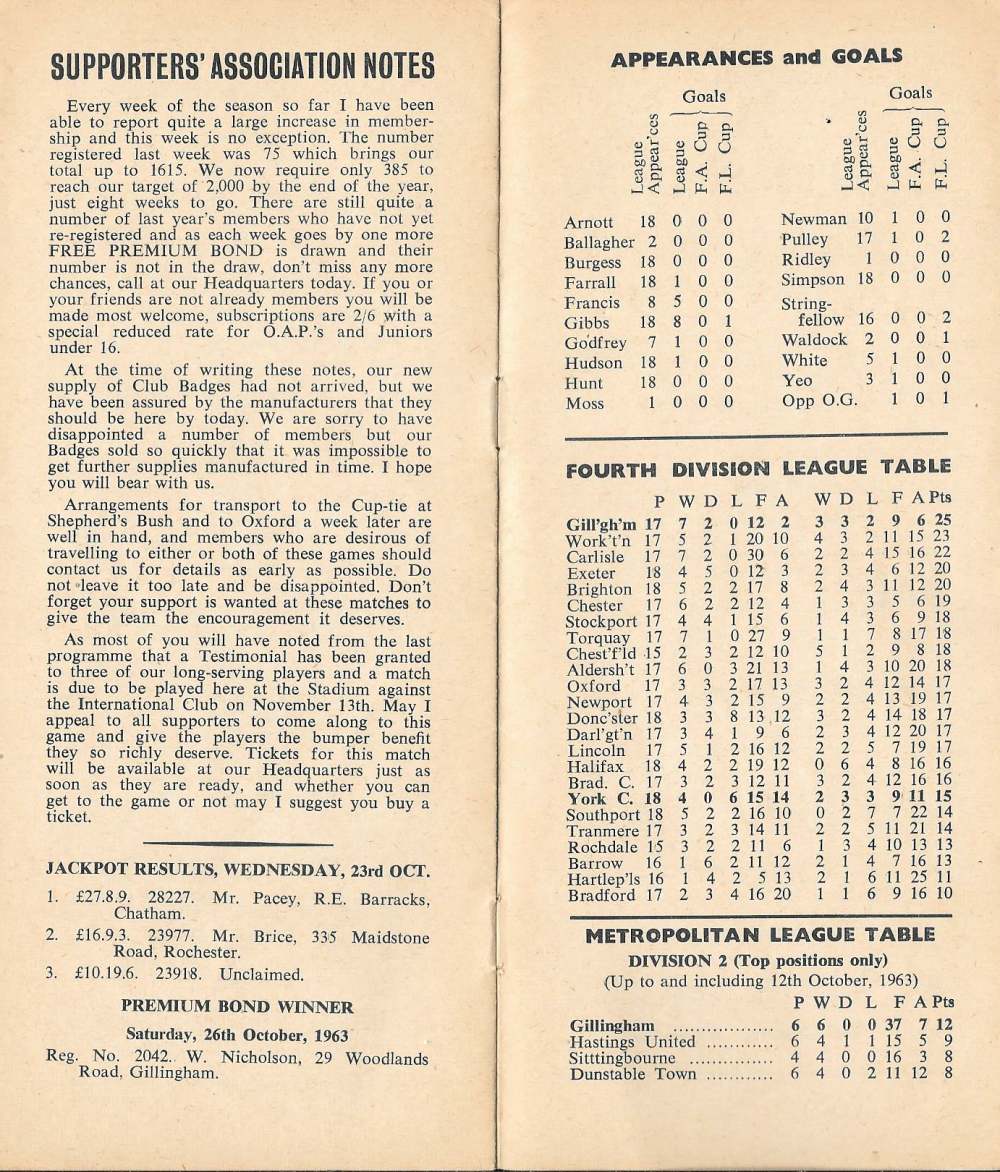 SUPPORTERS' ASSOCIATION NOTES
Every week of the season so far I have been
able to report quite a large increase in member-
ship and this week is no exception. The number
registered last week was 75 which brings our
total up to 1615. We now require only 385 to
reach our target of 2,000 by the end of the year,
just eight weeks to go. There are still quite a
number of last year's members who have not yet
re-registered and as each week goes by one more
FREE PREMIUM BOND is drawn and their
number is not in the draw, don't miss any more
chances, call at our Headquarters today. If you or
your friends are not already members you will be
made most welcome, subscriptions are 2/6 with a
special reduced rate for O.A.P.'s and Juniors
under 16.
At the time of writing these notes, our new
supply of Club Badges had not arrived, but we
have been assured by the manufacturers that they
should be here by today. We are sorry to have
disappointed a number of members but our
Badges sold so quickly that it was impossible to
get further supplies manufactured in time. I hope
you will bear with us.
Arrangements for transport to the Cup-tie at
Shepherd's Bush and to Oxford a week later are
well in hand, and members who are desirous of
travelling to either or both of these games should
contact us for details as early as possible. Do
not leave it too late and be disappointed. Don't
forget your support is wanted at these matches to
give the team the encouragement it deserves.
As most of you will have noted from the last
programme that a Testimonial has been granted
to three of our long-serving players and a match
is due to be played here at the Stadium against
the International Club on November 13th. May I
appeal to all supporters to come along to this
game and give the players the bumper benefit
they so richly deserve. Tickets for this match
will be available at our Headquarters just as
soon as they are ready, and whether you can
get to the game or not may I suggest you buy a
ticket.
JACKPOT RESULTS, WEDNESDAY, 23rd OCT.
1. £27.8.9. 28227. Mr. Pacey, R.E. Barracks,
Chatham.
2. £16.9.3. 23977. Mr. Brice, 335 Maidstone
Road, Rochester.
3. £10.19.6. 23918. Unclaimed.
PREMIUM BOND WINNER
Saturday, 26th October, 1963
Reg. No. 2042. W. Nicholson, 29 Woodlands
Road, Gillingham.
APPEARANCES and GOALS
Goals
League Appear'ces
League
F.A. Cup
F.L. Cup
Arnott 18 0 0 0
Ballagher 2 0 0 0
Burgess 18 0 0 0
Farrall 18 1 0 0
Francis 8 5 0 0
Gibbs 18 8 0 1
Godfrey 7 1 0 0
Hudson 18 1 0 0
Hunt 18 0 0 0
Moss 1 0 0 0
Goals
League Appear'ces
League
F.A. Cup
F.L. Cup
Newman 10 1 0 0
Pulley 17 1 0 2
Ridley 1 0 0 0
Simpson 18 0 0 0
String-
fellow 16 0 0 2
Waldock 2 0 0 1
White 5 1 0 0
Yeo 3 1 0 0
Opp O.G. 1 0 1
FOURTH DIVISION LEAGUE TABLE
P W D L F A W D L F A Pts
Gill'gh'm 17 7 2 0 12 2 3 3 2 9 6 25
Work't'n 17 5 2 1 20 10 4 3 2 11 15 23
Carlisle 17 7 2 0 30 6 2 2 4 15 16 22
Exeter 18 4 5 0 12 3 2 3 4 6 12 20
Brighton 18 5 2 2 17 8 2 4 3 11 12 20
Chester 17 6 2 2 12 4 1 3 3 5 6 19
Stockport 17 4 4 1 15 6 1 4 3 6 9 18
Torquay 17 7 1 0 27 9 1 1 7 8 17 18
Chest'f'ld 15 2 3 2 12 10 5 1 2 9 8 18
Aldersh't 17 6 0 3 21 13 1 4 3 10 20 18
Oxford 17 3 3 2 17 13 3 2 4 12 14 17
Newport 17 4 3 2 15 9 2 2 4 13 19 17
Donc'ster 18 3 3 8 13 12 3 2 4 14 18 17
Darl'gt'n 17 3 4 1 9 6 2 3 4 12 20 17
Lincoln 17 5 1 2 16 12 2 2 5 7 19 17
Halifax 18 4 2 2 19 12 0 6 4 8 16 16
Brad. C. 17 3 2 3 12 11 3 2 4 12 16 16
York C. 18 4 0 6 15 14 2 3 3 9 11 15
Southport 18 5 2 2 16 10 0 2 7 7 22 14
Tranmere 17 3 2 3 14 11 2 2 5 11 21 14
Rochdale 15 3 2 2 11 6 1 3 4 10 13 13
Barrow 16 1 6 2 11 12 2 1 4 7 16 13
Hartlep'ls 16 1 4 2 5 13 2 1 6 11 25 11
Bradford 17 2 3 4 16 20 1 1 6 9 16 10
METROPOLITAN LEAGUE TABLE
DIVISION 2 (Top positions only)
(Up to and including 12th October, 1963)
P W D L F A Pts
Gillingham .................. 6 6 0 0 37 7 12
Hastings United ............ 6 4 1 1 15 5 9
Sitttingbourne ............... 4 4 0 0 16 3 8
Dunstable Town ............ 6 4 0 2 11 12 8